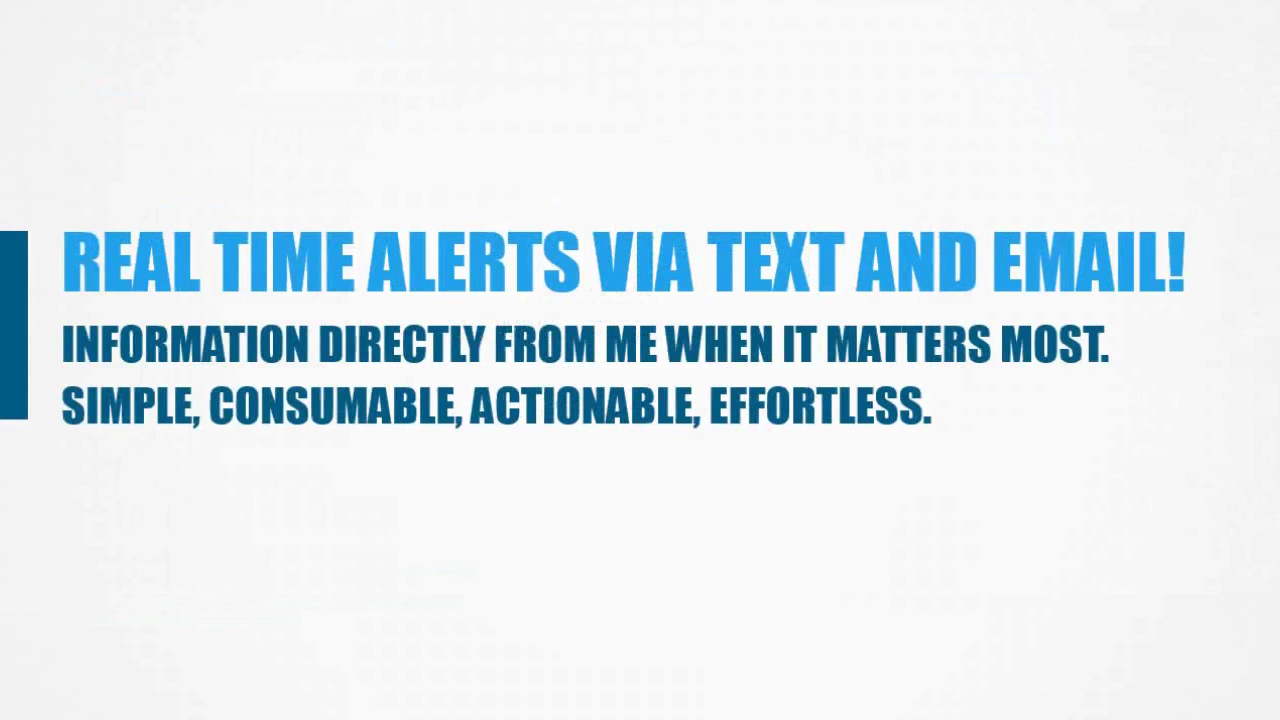 REAL TIME ALERTS VIA TEXT AND EMAIL!
INFORMATION DIRECTLY FROM ME WHEN IT MATTERS MOST.
SIMPLE, CONSUMABLE, ACTIONABLE, EFFORTLESS.